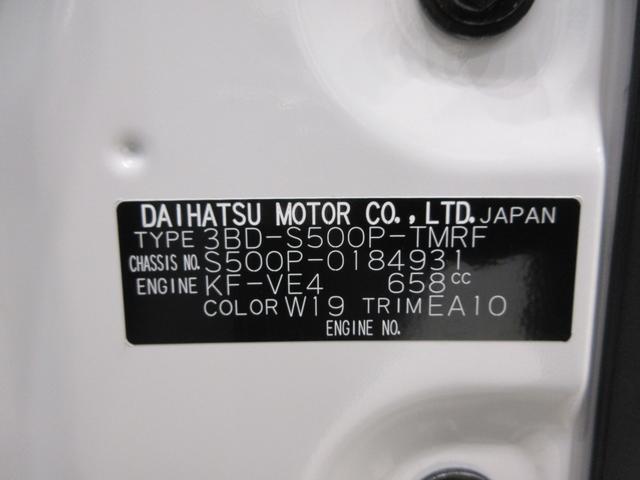 DAIHATSU MOTOR CO., LTD. JAPAN
TYPE 3BD-S500P-TMRF
CHASSIS NO. S500P-0184931
ENGINE KF-VE4 658cc
COLOR W19 TRIM EA10
ENGINE NO.